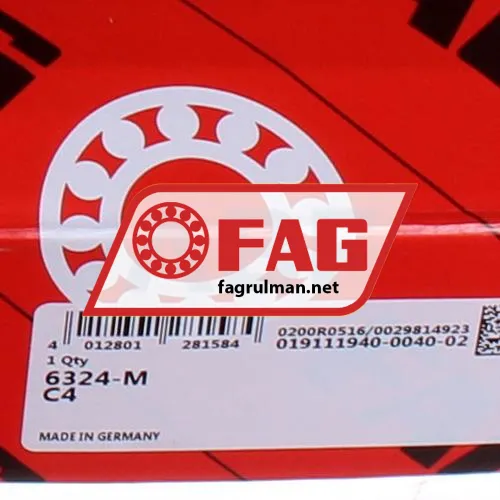 FAG
fagrulman.net
4 012801 281584
0200R0516/0029814923
019111940-0040-02
1 Qty
6324-M
C4
MADE IN GERMANY